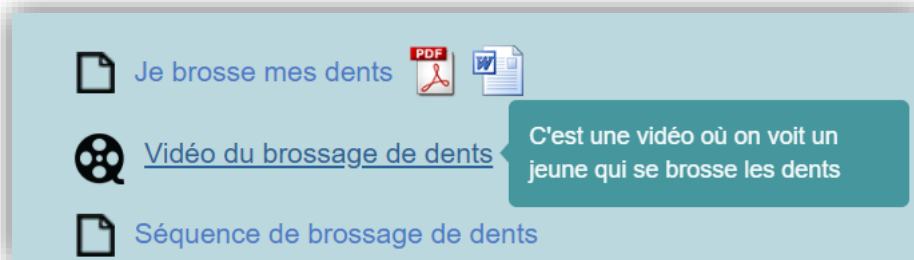 Je brosse mes dents PDF W
Vidéo du brossage de dents
C'est une vidéo où on voit un
jeune qui se brosse les dents
Séquence de brossage de dents